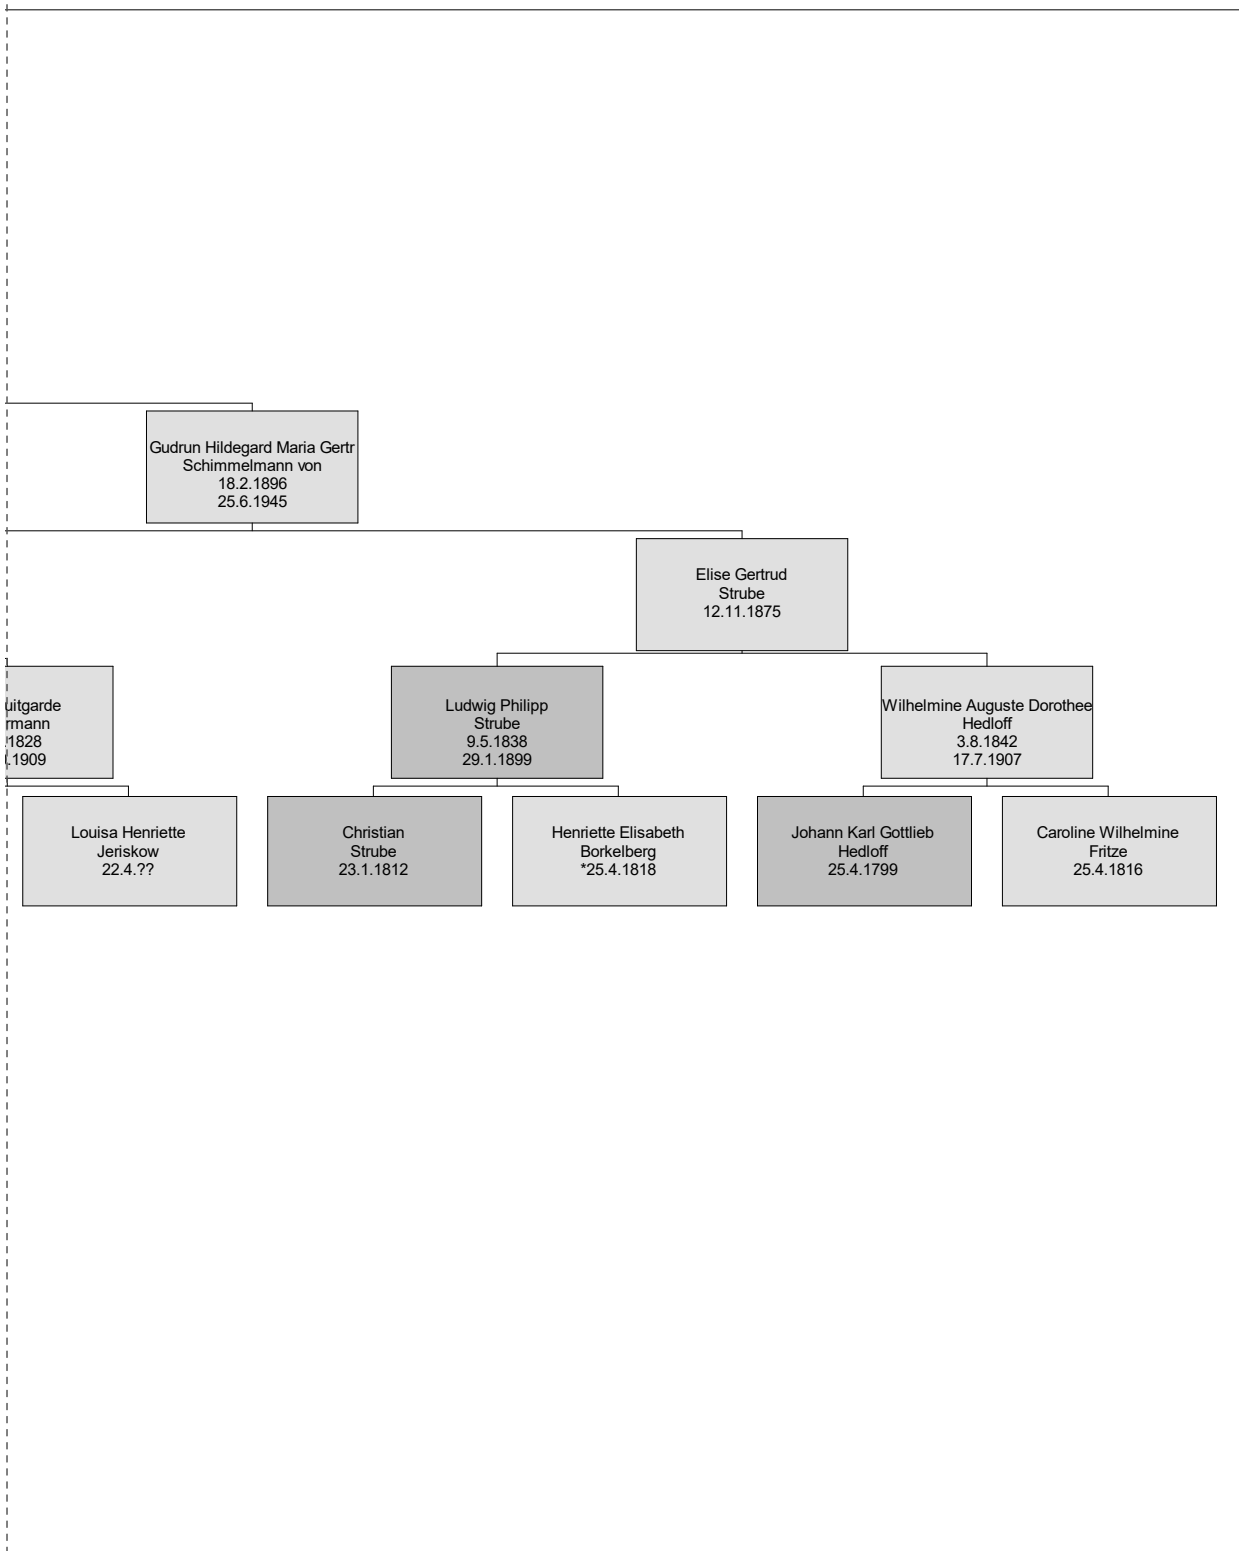 Gudrun Hildegard Maria Gertr
Schimmelmann von
18.2.1896
25.6.1945
Elise Gertrud
Strube
12.11.1875
uitgarde
rmann
.1828
.1909
Ludwig Philipp
Strube
9.5.1838
29.1.1899
Wilhelmine Auguste Dorothee
Hedloff
3.8.1842
17.7.1907
Louisa Henriette
Jeriskow
22.4.??
Christian
Strube
23.1.1812
Henriette Elisabeth
Borkelberg
*25.4.1818
Johann Karl Gottlieb
Hedloff
25.4.1799
Caroline Wilhelmine
Fritze
25.4.1816